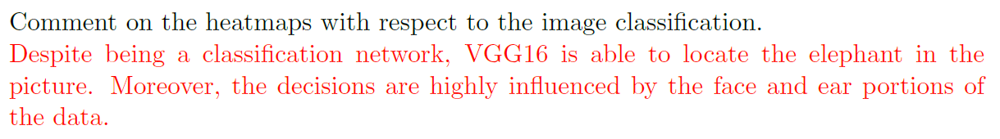 Comment on the heatmaps with respect to the image classification.
Despite being a classification network, VGG16 is able to locate the elephant in the
picture. Moreover, the decisions are highly influenced by the face and ear portions of
the data.